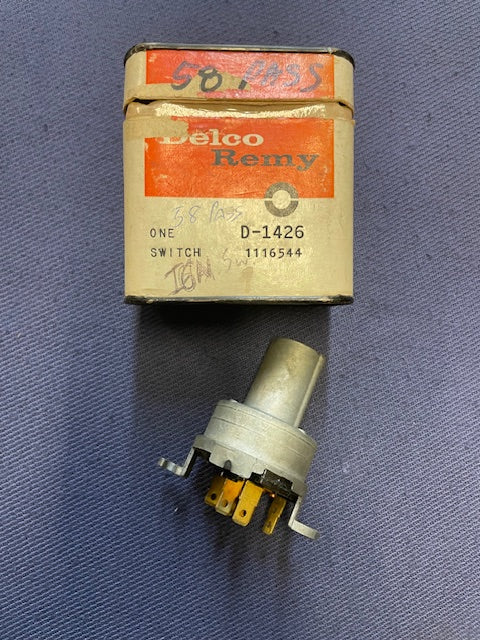 58 PASS
Delco
Remy
58 PASS
ONE D-1426
SWITCH 1116544
IGN SW.